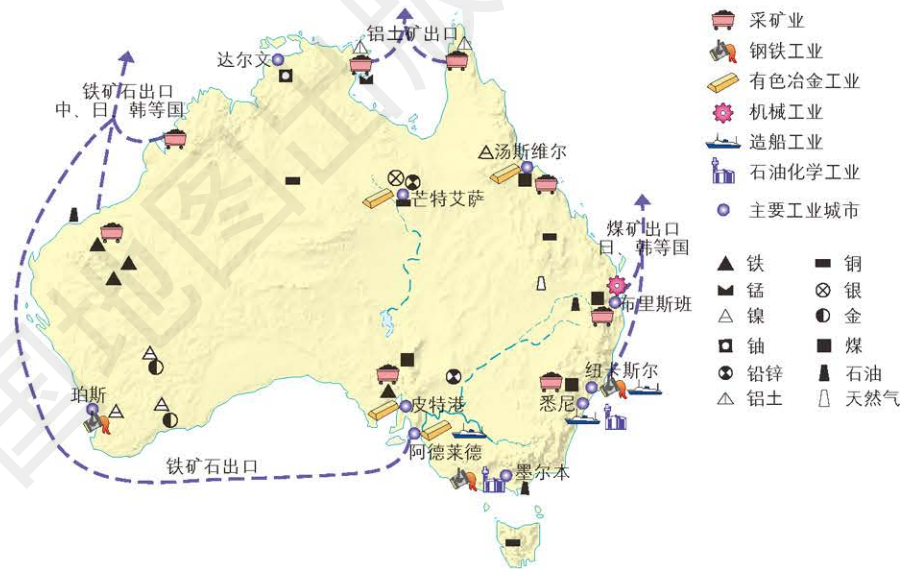 铝土矿出口
达尔文
铁矿石出口
中、日、韩等国
汤斯维尔
芒特艾萨
煤矿出口
日、韩等国
布里斯班
纽卡斯尔
珀斯
皮特港
悉尼
阿德莱德
铁矿石出口
墨尔本
采矿业
钢铁工业
有色冶金工业
机械工业
造船工业
石油化学工业
主要工业城市
铁 铜
锰 银
镍 金
铀 煤
铅锌 石油
铝土 天然气
国地图出版